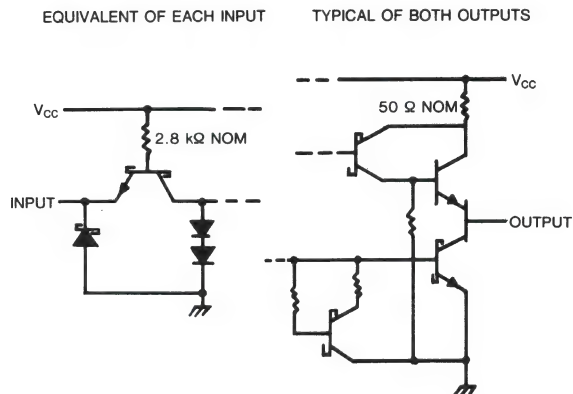 EQUIVALENT OF EACH INPUT
TYPICAL OF BOTH OUTPUTS
VCC
2.8 kΩ NOM
INPUT
VCC
50 Ω NOM
OUTPUT